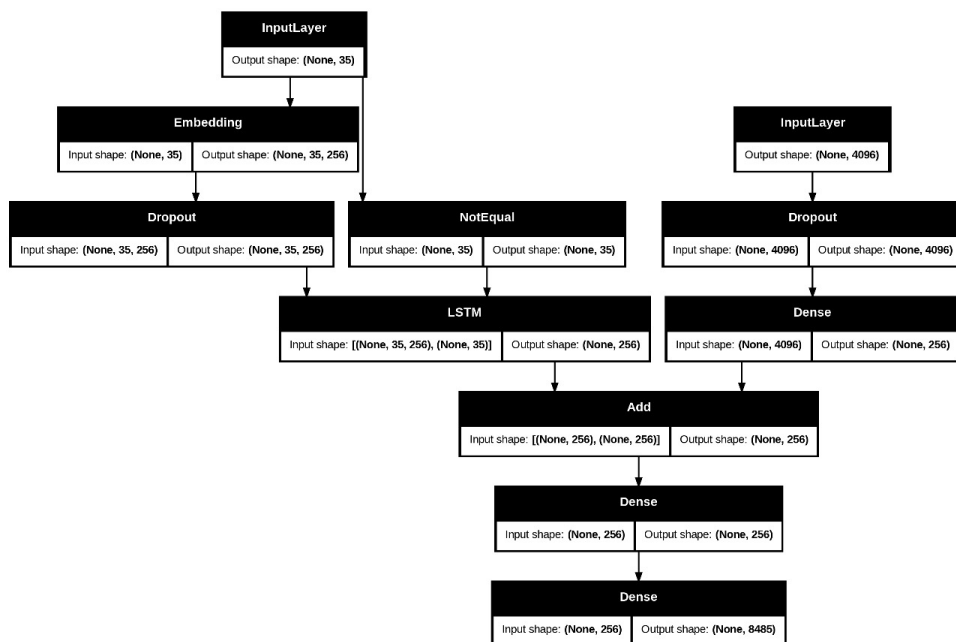 InputLayer
Output shape: (None, 35)
Embedding
Input shape: (None, 35) Output shape: (None, 35, 256)
InputLayer
Output shape: (None, 4096)
Dropout
Input shape: (None, 35, 256) Output shape: (None, 35, 256)
NotEqual
Input shape: (None, 35) Output shape: (None, 35)
Dropout
Input shape: (None, 4096) Output shape: (None, 4096)
LSTM
Input shape: [(None, 35, 256), (None, 35)] Output shape: (None, 256)
Dense
Input shape: (None, 4096) Output shape: (None, 256)
Add
Input shape: [(None, 256), (None, 256)] Output shape: (None, 256)
Dense
Input shape: (None, 256) Output shape: (None, 256)
Dense
Input shape: (None, 256) Output shape: (None, 8485)